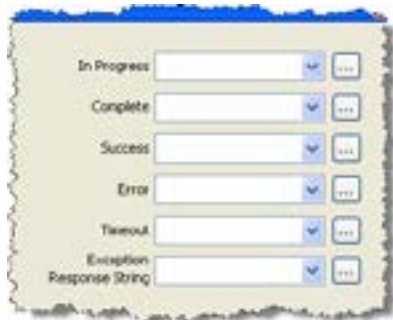 In Progress
Complete
Success
Error
Timeout
Exception
Response String